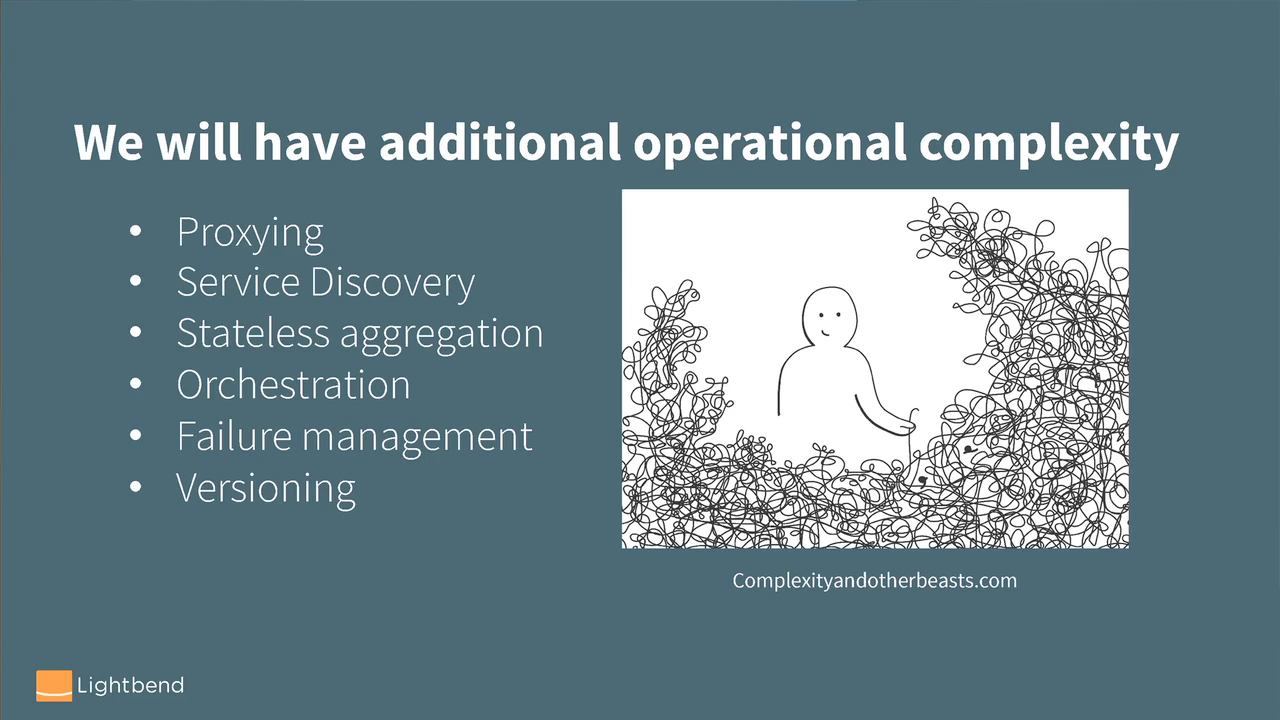 We will have additional operational complexity
• Proxying
• Service Discovery
• Stateless aggregation
• Orchestration
• Failure management
• Versioning
Complexityandotherbeasts.com
Lightbend